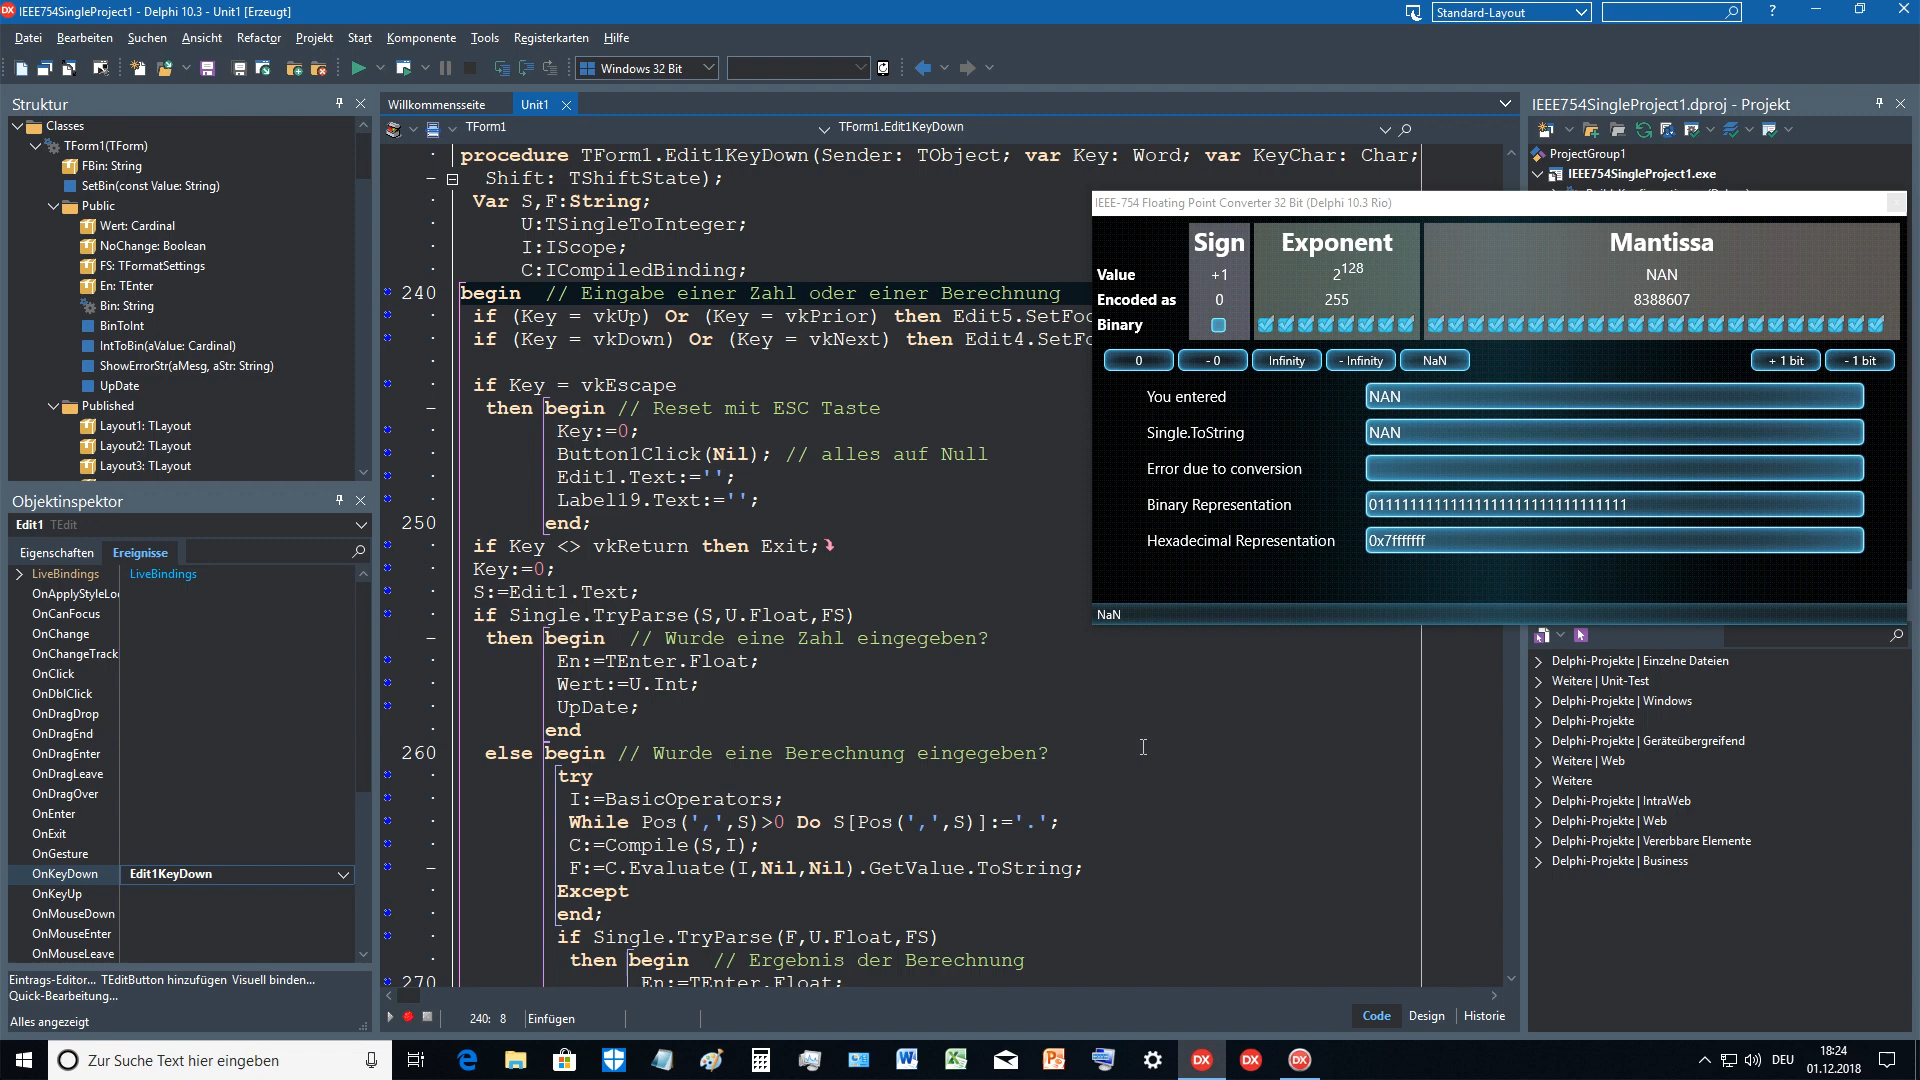 IEEE754SingleProject1 - Delphi 10.3 - Unit1 [Erzeugt]
Standard-Layout
Datei Bearbeiten Suchen Ansicht Refactor Projekt Start Komponente Tools Registerkarten Hilfe
Windows 32 Bit
Struktur
Classes
TForm1(TForm)
FBin: String
SetBin(const Value: String)
Public
Wert: Cardinal
NoChange: Boolean
FS: TFormatSettings
En: TEnter
Bin: String
BinToInt
IntToBin(aValue: Cardinal)
ShowErrorStr(aMesg, aStr: String)
UpDate
Published
Layout1: TLayout
Layout2: TLayout
Layout3: TLayout
Objektinspektor
Edit1 TEdit
Eigenschaften Ereignisse
LiveBindings LiveBindings
OnApplyStyleLo
OnCanFocus
OnChange
OnChangeTrack
OnClick
OnDblClick
OnDragDrop
OnDragEnd
OnDragEnter
OnDragLeave
OnDragOver
OnEnter
OnExit
OnGesture
OnKeyDown Edit1KeyDown
OnKeyUp
OnMouseDown
OnMouseEnter
OnMouseLeave
Eintrags-Editor... TEditButton hinzufügen Visuell binden...
Quick-Bearbeitung...
Alles angezeigt
Willkommensseite Unit1
TForm1 TForm1.Edit1KeyDown
procedure TForm1.Edit1KeyDown(Sender: TObject; var Key: Word; var KeyChar: Char;
Shift: TShiftState);
Var S,F:String;
U:TSingleToInteger;
I:IScope;
C:ICompiledBinding;
240 begin // Eingabe einer Zahl oder einer Berechnung
if (Key = vkUp) Or (Key = vkPrior) then Edit5.SetFo
if (Key = vkDown) Or (Key = vkNext) then Edit4.SetFo
if Key = vkEscape
then begin // Reset mit ESC Taste
Key:=0;
Button1Click(Nil); // alles auf Null
Edit1.Text:='';
Label19.Text:='';
250 end;
if Key <> vkReturn then Exit;
Key:=0;
S:=Edit1.Text;
if Single.TryParse(S,U.Float,FS)
then begin // Wurde eine Zahl eingegeben?
En:=TEnter.Float;
Wert:=U.Int;
UpDate;
end
260 else begin // Wurde eine Berechnung eingegeben?
try
I:=BasicOperators;
While Pos(',',S)>0 Do S[Pos(',',S)]:='.';
C:=Compile(S,I);
F:=C.Evaluate(I,Nil,Nil).GetValue.ToString;
Except
end;
if Single.TryParse(F,U.Float,FS)
then begin // Ergebnis der Berechnung
270 En:=TEnter.Float;
240: 8 Einfügen
Code Design Historie
IEEE754SingleProject1.dproj - Projekt
ProjectGroup1
IEEE754SingleProject1.exe
IEEE-754 Floating Point Converter 32 Bit (Delphi 10.3 Rio)
Sign Exponent Mantissa
Value +1 2^128 NAN
Encoded as 0 255 8388607
Binary
0 - 0 Infinity - Infinity NaN + 1 bit - 1 bit
You entered NAN
Single.ToString NAN
Error due to conversion
Binary Representation 01111111111111111111111111111111
Hexadecimal Representation 0x7fffffff
NaN
Delphi-Projekte | Einzelne Dateien
Weitere | Unit-Test
Delphi-Projekte | Windows
Delphi-Projekte
Delphi-Projekte | Geräteübergreifend
Weitere | Web
Weitere
Delphi-Projekte | IntraWeb
Delphi-Projekte | Web
Delphi-Projekte | Vererbbare Elemente
Delphi-Projekte | Business
Zur Suche Text hier eingeben
DEU
18:24
01.12.2018